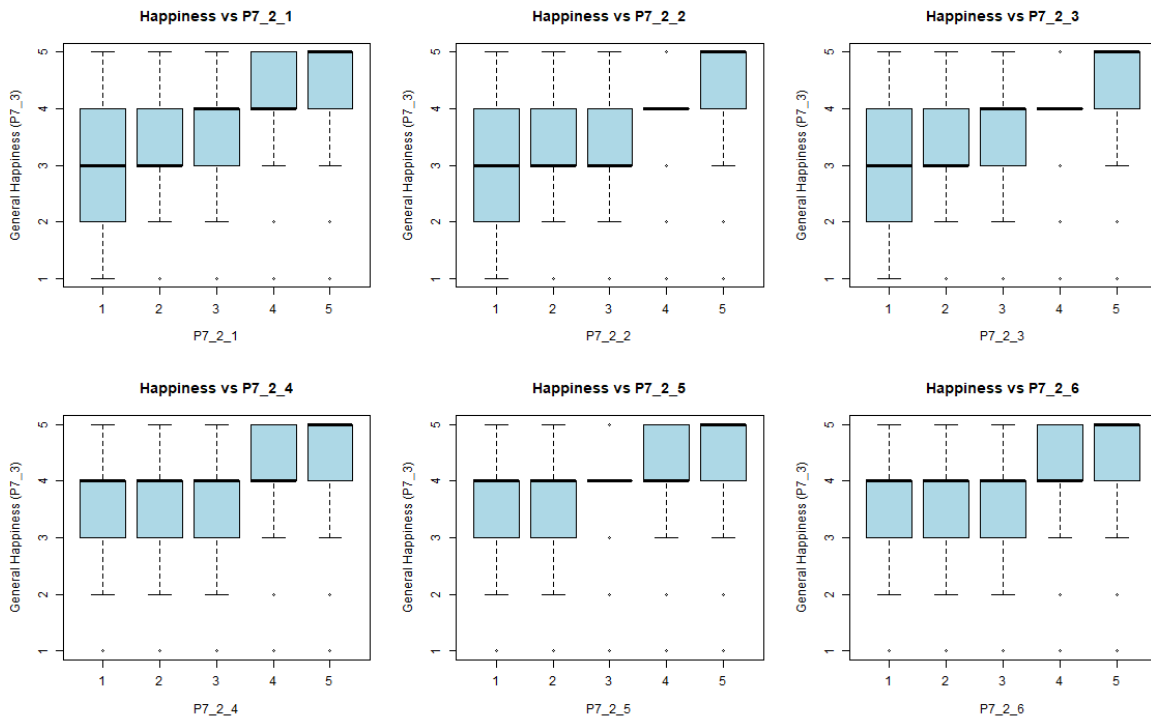 Happiness vs P7_2_1
General Happiness (P7_3)
5
4
3
2
1
1 2 3 4 5
P7_2_1
Happiness vs P7_2_2
General Happiness (P7_3)
5
4
3
2
1
1 2 3 4 5
P7_2_2
Happiness vs P7_2_3
General Happiness (P7_3)
5
4
3
2
1
1 2 3 4 5
P7_2_3
Happiness vs P7_2_4
General Happiness (P7_3)
5
4
3
2
1
1 2 3 4 5
P7_2_4
Happiness vs P7_2_5
General Happiness (P7_3)
5
4
3
2
1
1 2 3 4 5
P7_2_5
Happiness vs P7_2_6
General Happiness (P7_3)
5
4
3
2
1
1 2 3 4 5
P7_2_6